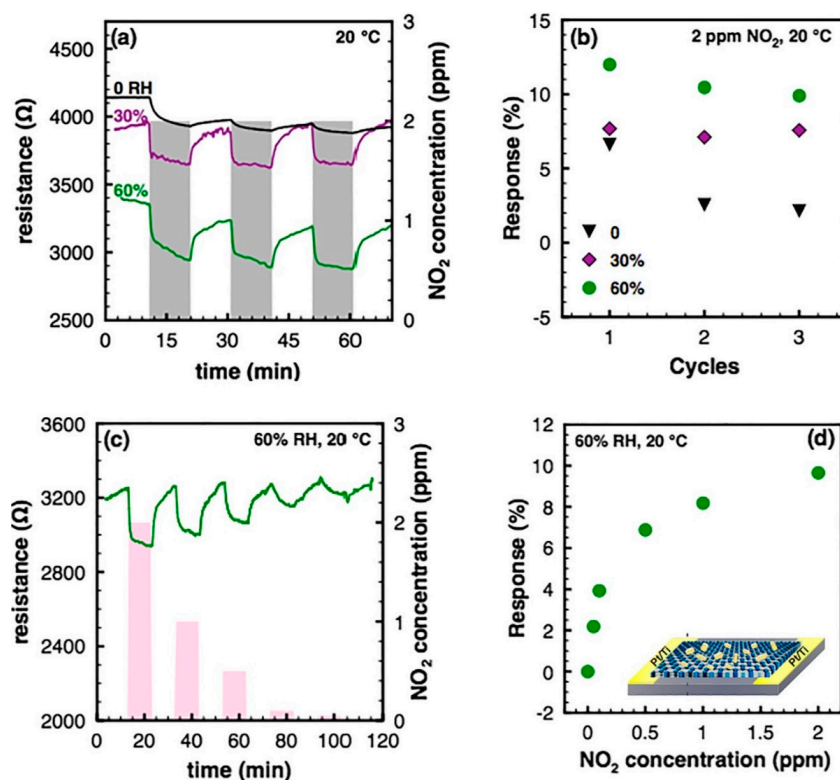 (a)
20 °C
0 RH
30%
60%
4500
4000
3500
3000
2500
resistance (Ω)
0
15
30
45
60
time (min)
3
2
1
0
NO₂ concentration (ppm)
(b)
2 ppm NO₂, 20 °C
15
10
5
0
-5
Response (%)
0
30%
60%
1
2
3
Cycles
(c)
60% RH, 20 °C
3600
3200
2800
2400
2000
resistance (Ω)
0
20
40
60
80
100
120
time (min)
3
2
1
0
NO₂ concentration (ppm)
60% RH, 20 °C
(d)
12
10
8
6
4
2
0
-2
Response (%)
Pt/Ti
Pt/Ti
0
0.5
1
1.5
2
NO₂ concentration (ppm)